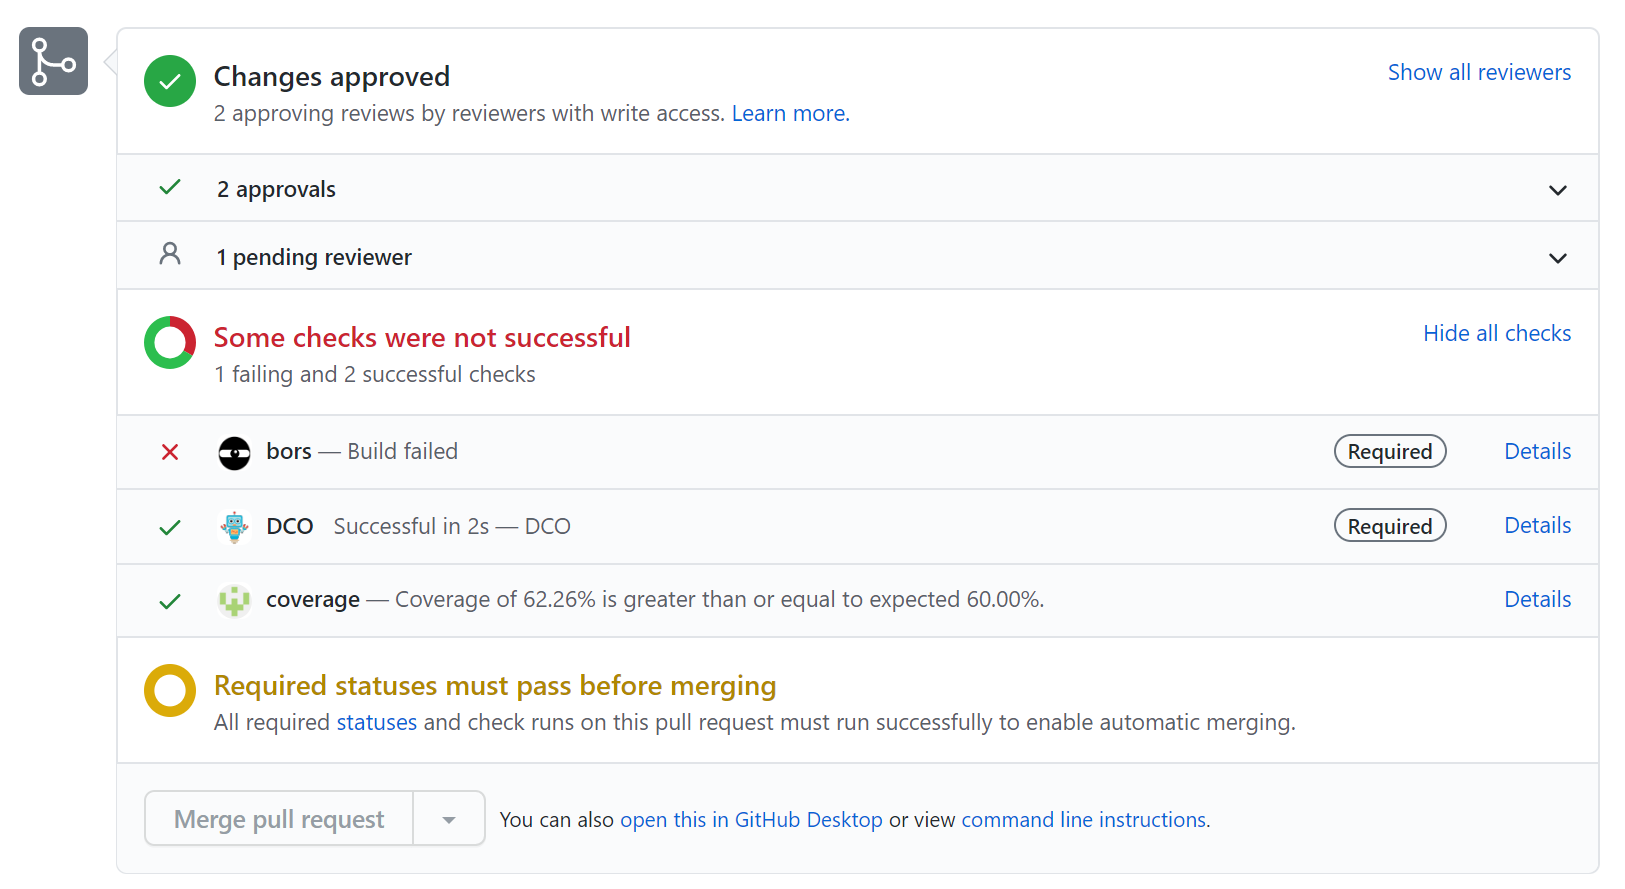 Changes approved
Show all reviewers
2 approving reviews by reviewers with write access. Learn more.
2 approvals
1 pending reviewer
Some checks were not successful
Hide all checks
1 failing and 2 successful checks
bors — Build failed Required Details
DCO Successful in 2s — DCO Required Details
coverage — Coverage of 62.26% is greater than or equal to expected 60.00%. Details
Required statuses must pass before merging
All required statuses and check runs on this pull request must run successfully to enable automatic merging.
Merge pull request You can also open this in GitHub Desktop or view command line instructions.